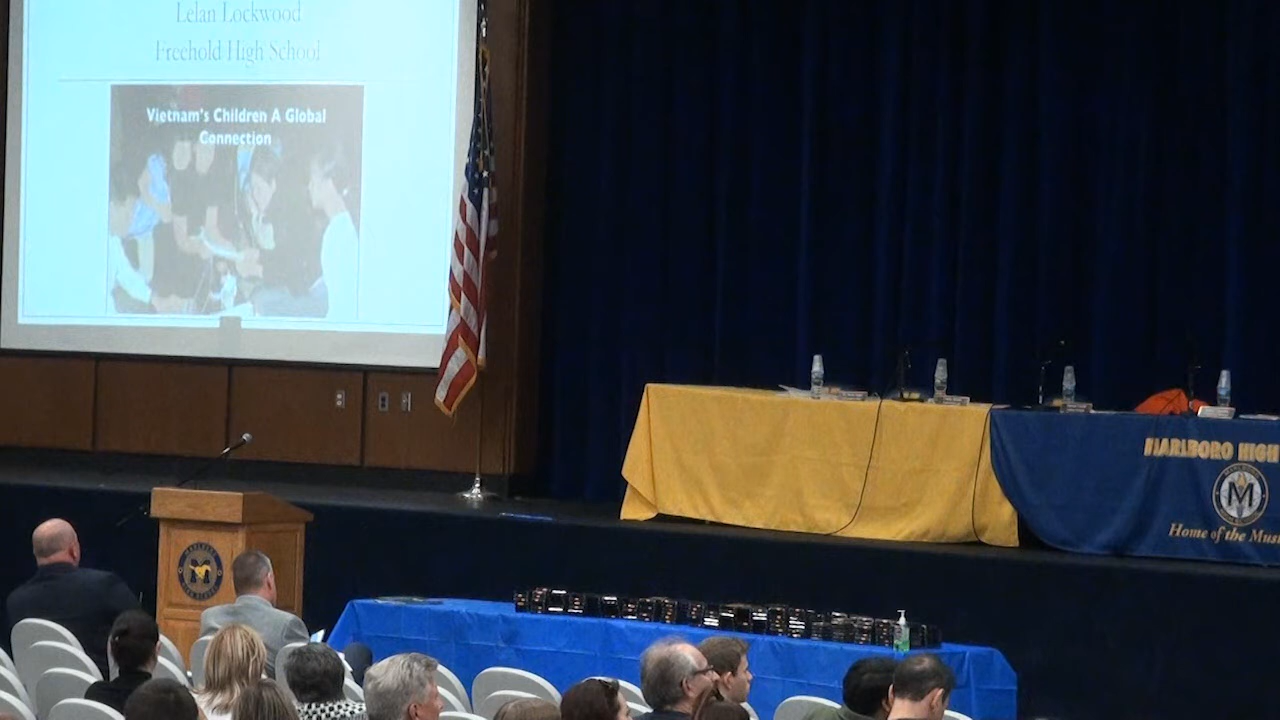 Lelan Lockwood
Freehold High School
Vietnam's Children A Global
Connection
MARLBORO HIGH
M
Home of the Mus
M